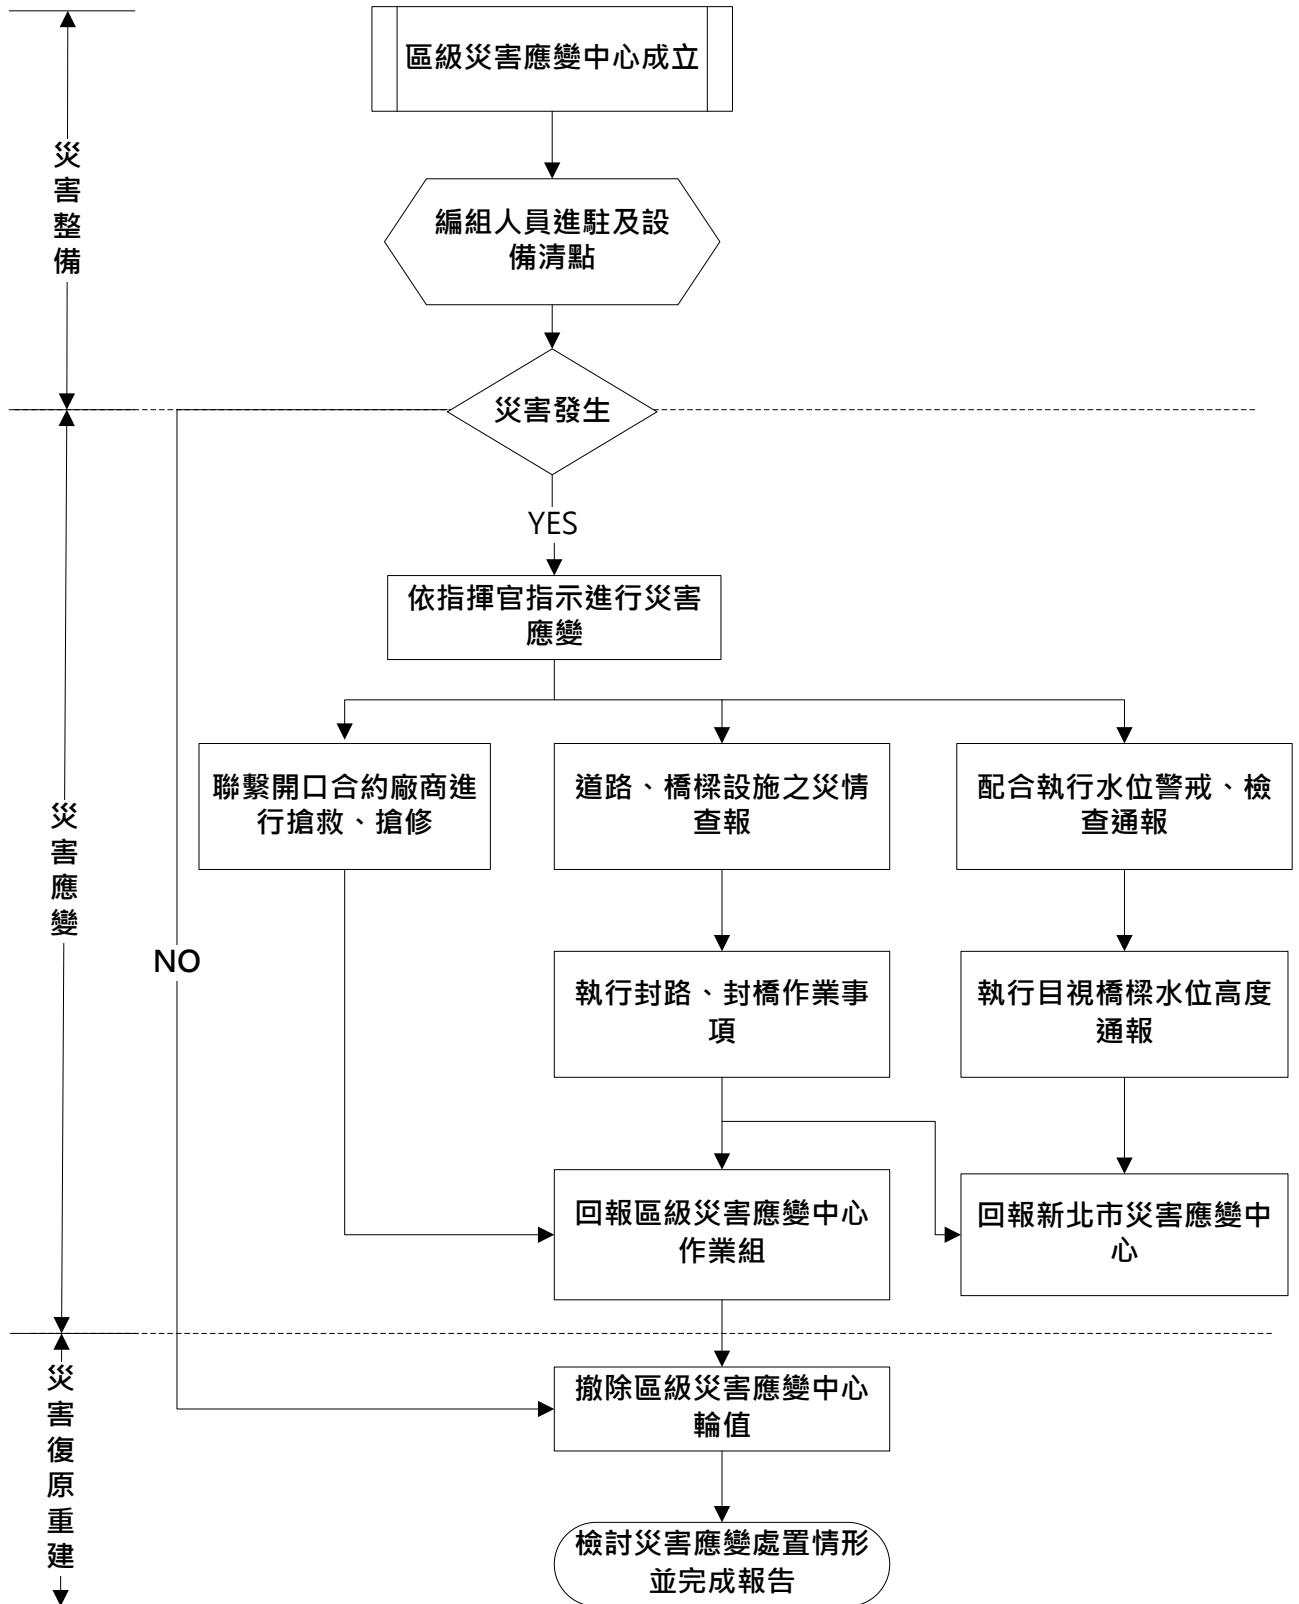 區級災害應變中心成立
災害整備
編組人員進駐及設
備清點
災害發生
YES
依指揮官指示進行災害
應變
聯繫開口合約廠商進
行搶救、搶修
道路、橋樑設施之災情
查報
配合執行水位警戒、檢
查通報
災害應變
NO
執行封路、封橋作業事
項
執行目視橋樑水位高度
通報
回報區級災害應變中心
作業組
回報新北市災害應變中
心
災害復原重建
撤除區級災害應變中心
輪值
檢討災害應變處置情形
並完成報告